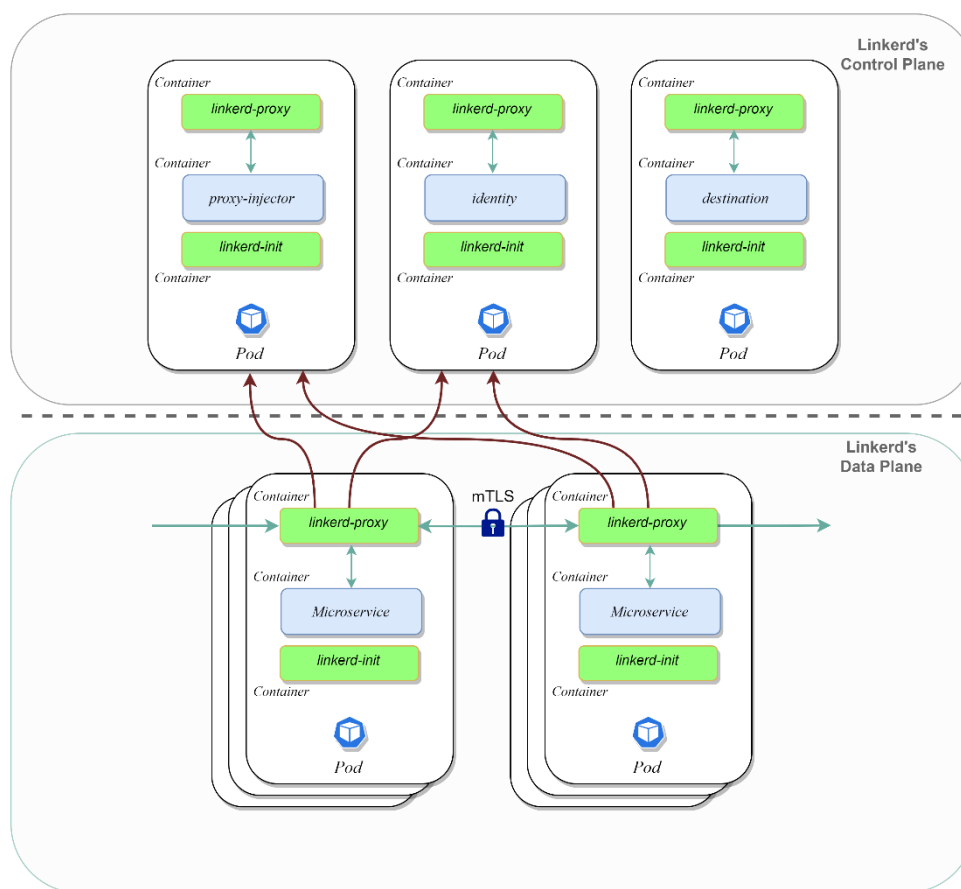 Linkerd's
Control Plane
Container
linkerd-proxy
Container
proxy-injector
linkerd-init
Container
Pod
Container
linkerd-proxy
Container
identity
linkerd-init
Container
Pod
Container
linkerd-proxy
Container
destination
linkerd-init
Container
Pod
Linkerd's
Data Plane
Container
linkerd-proxy
Container
Microservice
linkerd-init
Container
Pod
mTLS
Container
linkerd-proxy
Container
Microservice
linkerd-init
Container
Pod